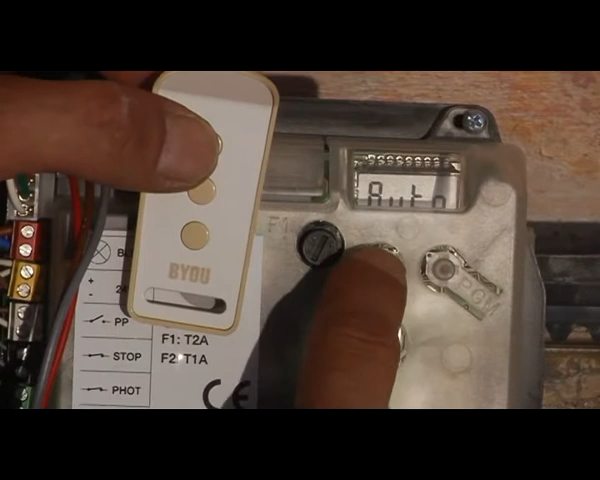 Auto
F1
PGM
BYOU
+
-
PP
F1: T2A
STOP
F2: T1A
PHOT
CE